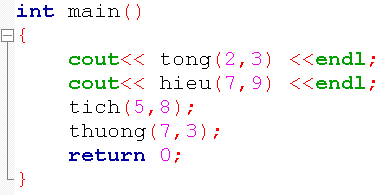 int main()
{
cout<< tong(2,3) <<endl;
cout<< hieu(7,9) <<endl;
tich(5,8);
thuong(7,3);
return 0;
}